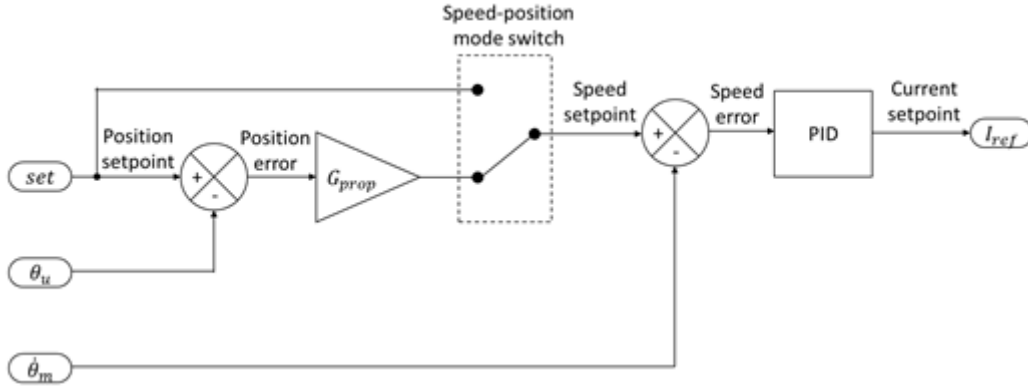 Speed-position
mode switch
Position
setpoint
Position
error
Speed
setpoint
Speed
error
Current
setpoint
set
+
-
G_prop
+
-
PID
I_ref
θ_u
θ̇_m